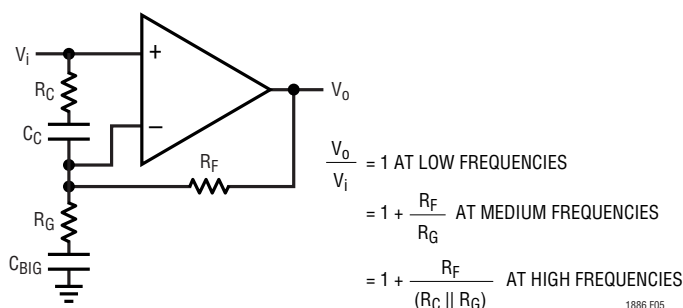 Vi
+
RC
CC
−
Vo
RF
RG
CBIG
Vo
Vi
= 1 AT LOW FREQUENCIES
= 1 + RF
RG
AT MEDIUM FREQUENCIES
= 1 + RF
(RC || RG)
AT HIGH FREQUENCIES
1886 F05